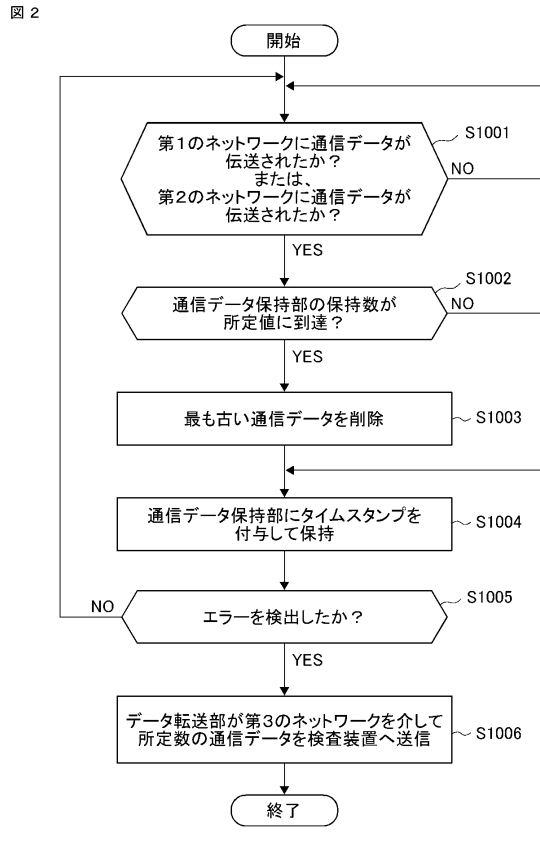 図 2
開始
第1のネットワークに通信データが
伝送されたか?
または、
第2のネットワークに通信データが
伝送されたか?
S1001
NO
YES
通信データ保持部の保持数が
所定値に到達?
S1002
NO
YES
最も古い通信データを削除
S1003
通信データ保持部にタイムスタンプを
付与して保持
S1004
エラーを検出したか?
S1005
NO
YES
データ転送部が第3のネットワークを介して
所定数の通信データを検査装置へ送信
S1006
終了